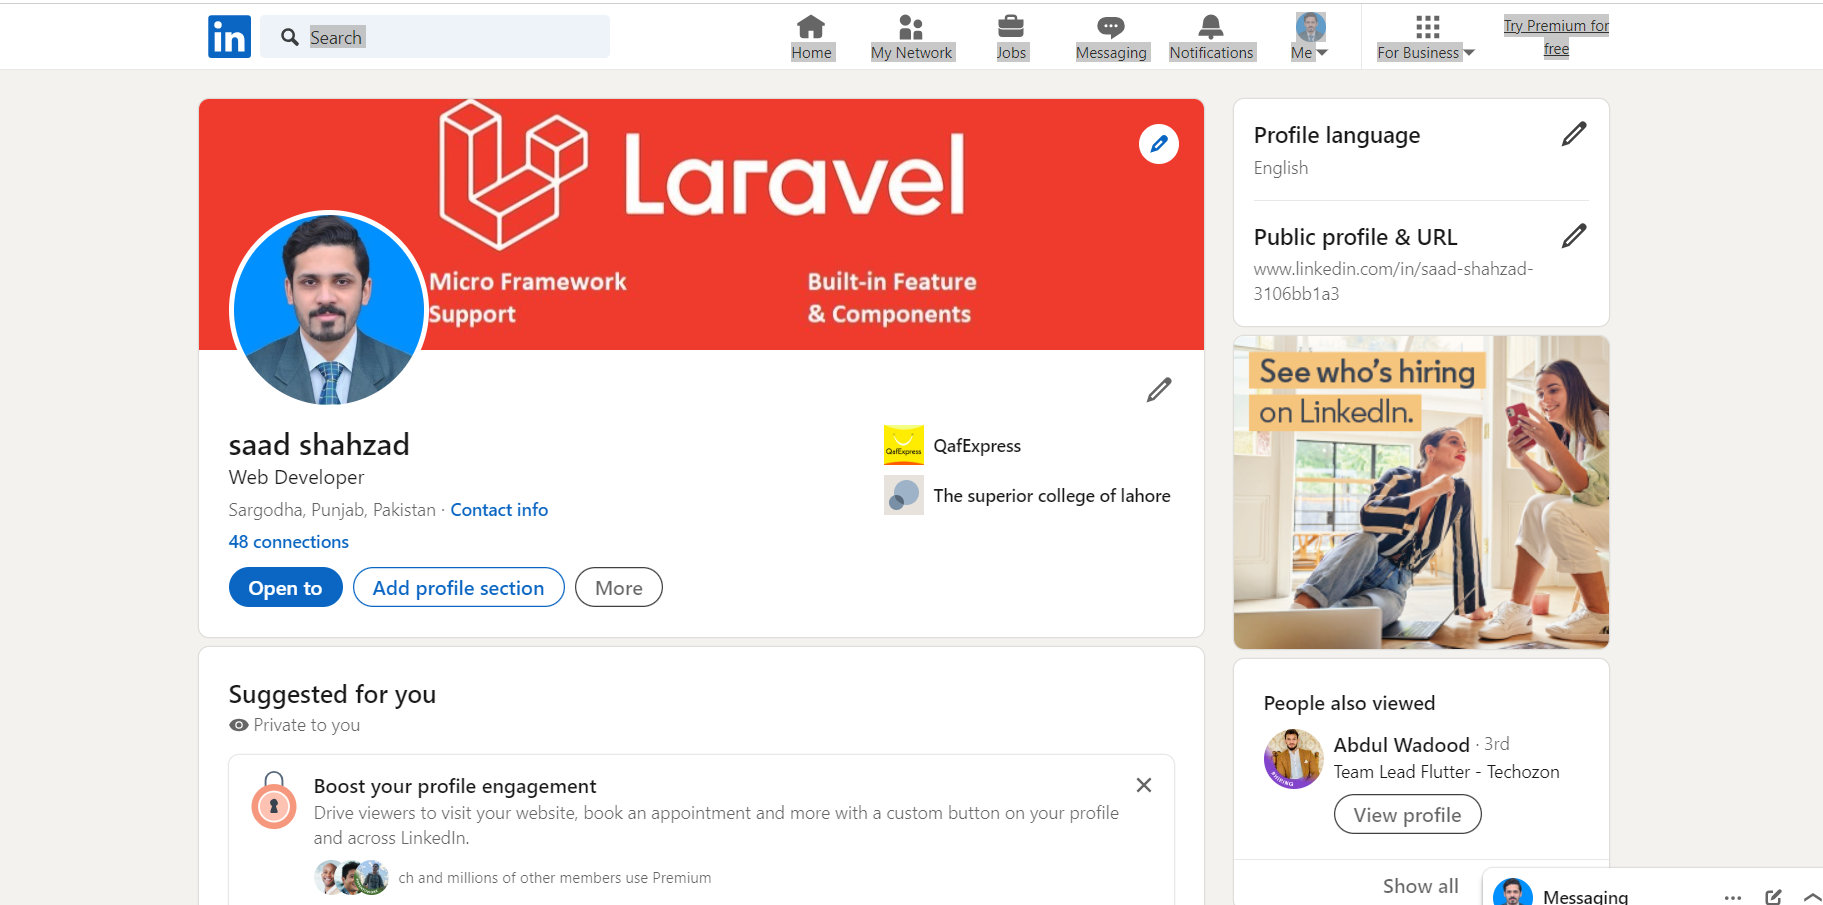 in
Search
Home
My Network
Jobs
Messaging
Notifications
Me
For Business
Try Premium for
free
Laravel
Micro Framework
Support
Built-in Feature
& Components
saad shahzad
Web Developer
Sargodha, Punjab, Pakistan · Contact info
48 connections
Open to
Add profile section
More
QafExpress
QafExpress
The superior college of lahore
Suggested for you
Private to you
Boost your profile engagement
Drive viewers to visit your website, book an appointment and more with a custom button on your profile
and across LinkedIn.
ch and millions of other members use Premium
Profile language
English
Public profile & URL
www.linkedin.com/in/saad-shahzad-
3106bb1a3
See who's hiring
on LinkedIn.
People also viewed
Abdul Wadood · 3rd
Team Lead Flutter - Techozon
#HIRING
View profile
Show all
Messaging